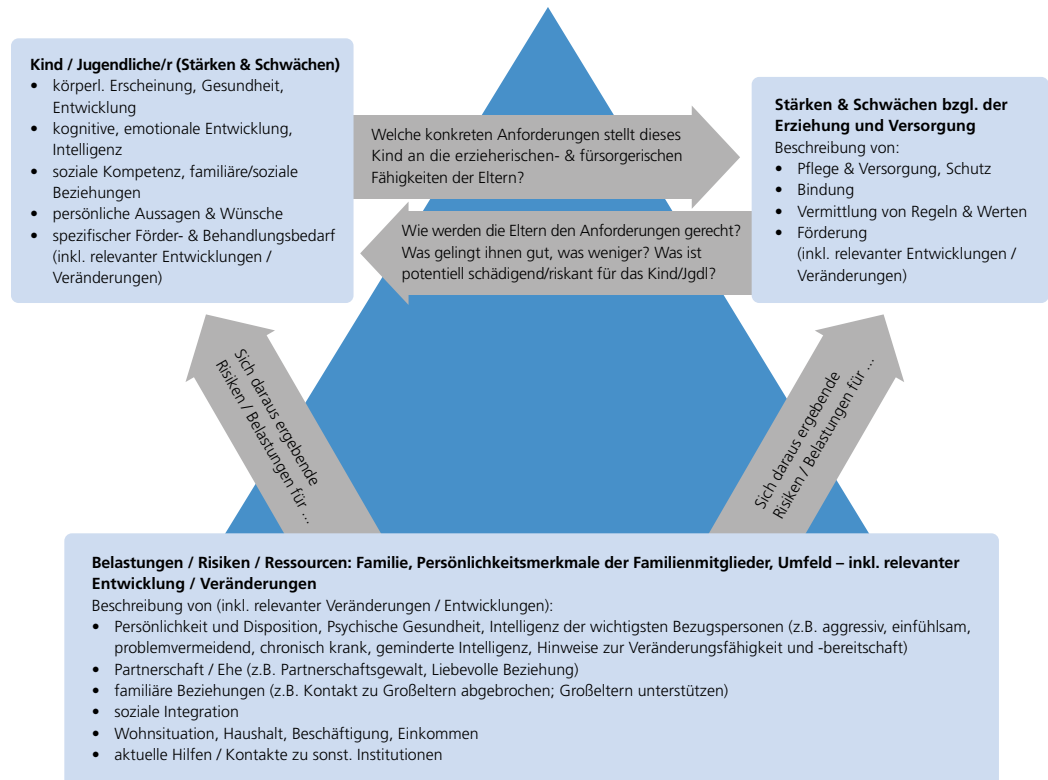 Kind / Jugendliche/r (Stärken & Schwächen)
• körperl. Erscheinung, Gesundheit,
Entwicklung
• kognitive, emotionale Entwicklung,
Intelligenz
• soziale Kompetenz, familiäre/soziale
Beziehungen
• persönliche Aussagen & Wünsche
• spezifischer Förder- & Behandlungsbedarf
(inkl. relevanter Entwicklungen /
Veränderungen)
Welche konkreten Anforderungen stellt dieses
Kind an die erzieherischen- & fürsorgerischen
Fähigkeiten der Eltern?
Wie werden die Eltern den Anforderungen gerecht?
Was gelingt ihnen gut, was weniger? Was ist
potentiell schädigend/riskant für das Kind/Jgdl?
Stärken & Schwächen bzgl. der
Erziehung und Versorgung
Beschreibung von:
• Pflege & Versorgung, Schutz
• Bindung
• Vermittlung von Regeln & Werten
• Förderung
(inkl. relevanter Entwicklungen /
Veränderungen)
Sich daraus ergebende
Risiken / Belastungen für ...
Sich daraus ergebende
Risiken / Belastungen für ...
Belastungen / Risiken / Ressourcen: Familie, Persönlichkeitsmerkmale der Familienmitglieder, Umfeld – inkl. relevanter
Entwicklung / Veränderungen
Beschreibung von (inkl. relevanter Veränderungen / Entwicklungen):
• Persönlichkeit und Disposition, Psychische Gesundheit, Intelligenz der wichtigsten Bezugspersonen (z.B. aggressiv, einfühlsam,
problemvermeidend, chronisch krank, geminderte Intelligenz, Hinweise zur Veränderungsfähigkeit und -bereitschaft)
• Partnerschaft / Ehe (z.B. Partnerschaftsgewalt, Liebevolle Beziehung)
• familiäre Beziehungen (z.B. Kontakt zu Großeltern abgebrochen; Großeltern unterstützen)
• soziale Integration
• Wohnsituation, Haushalt, Beschäftigung, Einkommen
• aktuelle Hilfen / Kontakte zu sonst. Institutionen